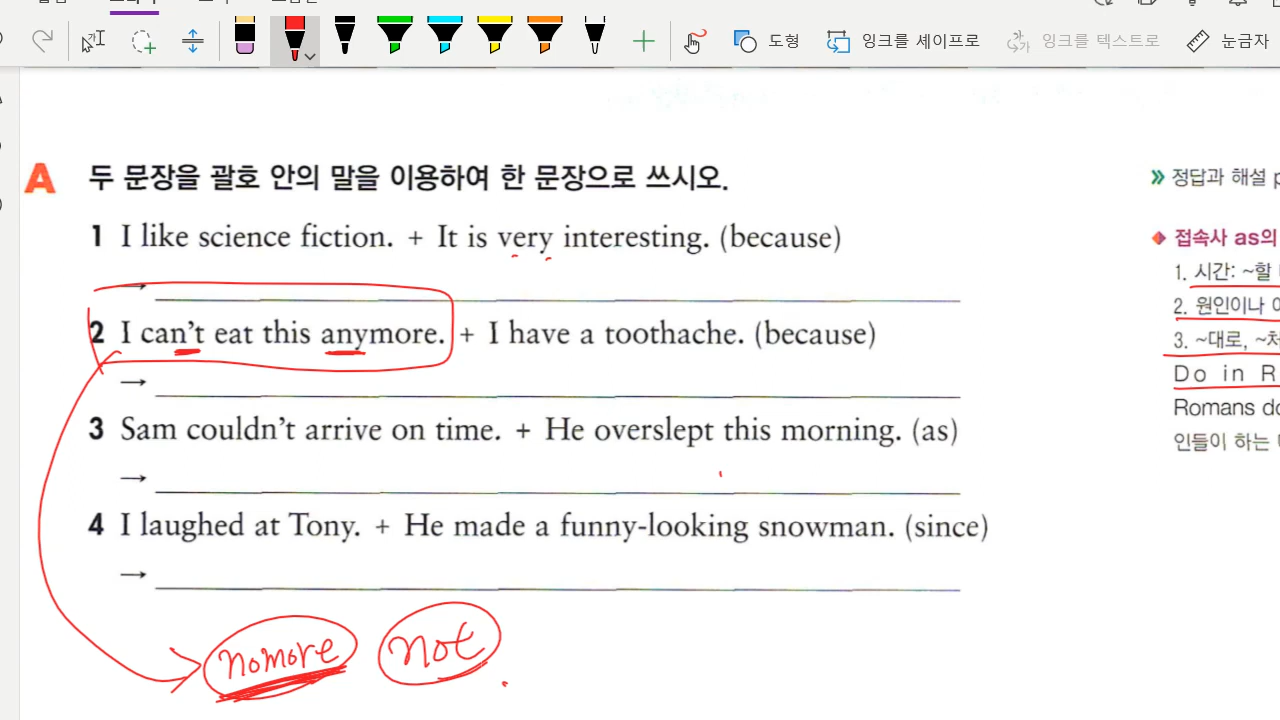 도형
잉크를 셰이프로
잉크를 텍스트로
눈금자
A 두 문장을 괄호 안의 말을 이용하여 한 문장으로 쓰시오.
1 I like science fiction. + It is very interesting. (because)
→
2 I can't eat this anymore. + I have a toothache. (because)
→
3 Sam couldn't arrive on time. + He overslept this morning. (as)
→
4 I laughed at Tony. + He made a funny-looking snowman. (since)
→
nomore not
» 정답과 해설 p
접속사 as의
1. 시간: ~할
2. 원인이나
3. ~대로, ~처
Do in R
Romans do
인들이 하는